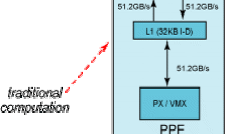 51.2GB/s 51.2GB/s
L1 (32KB I-D)
51.2GB/s
traditional
computation
PX / VMX
PPE